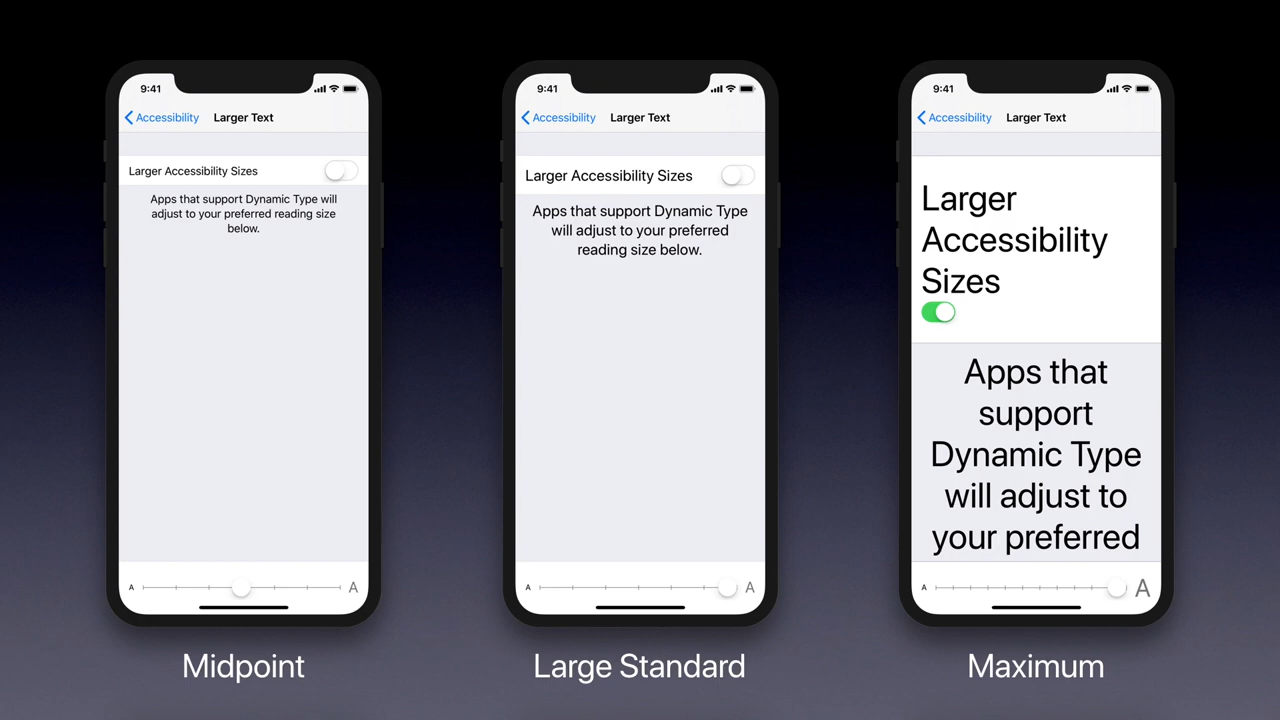 9:41
Accessibility Larger Text
Larger Accessibility Sizes
Apps that support Dynamic Type will
adjust to your preferred reading size
below.
A A
Midpoint
9:41
Accessibility Larger Text
Larger Accessibility Sizes
Apps that support Dynamic Type
will adjust to your preferred
reading size below.
A A
Large Standard
9:41
Accessibility Larger Text
Larger
Accessibility
Sizes
Apps that
support
Dynamic Type
will adjust to
your preferred
A A
Maximum